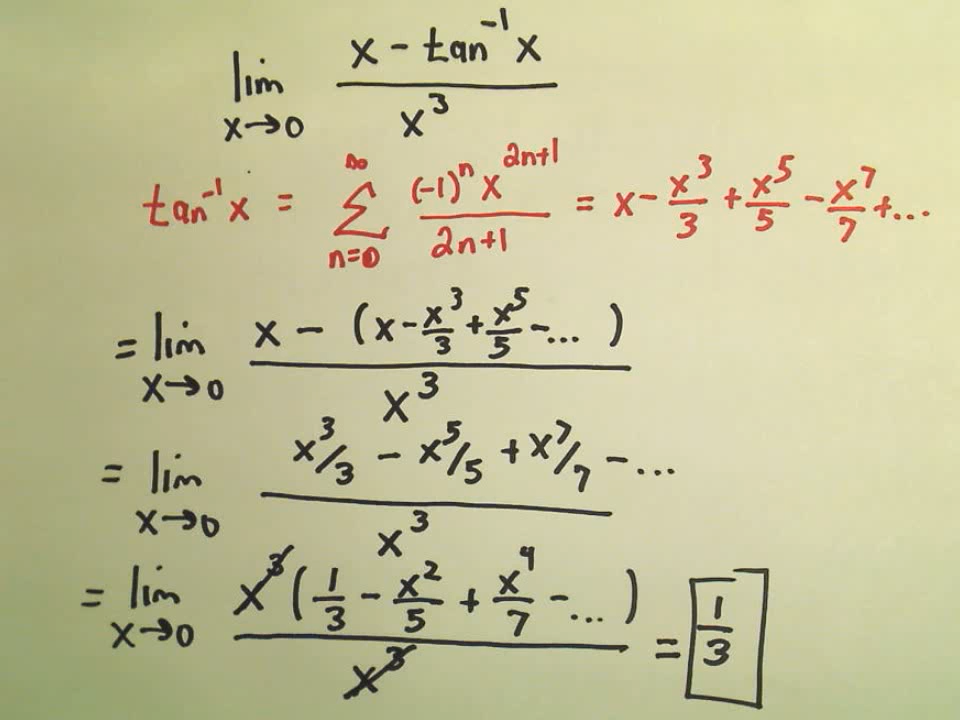 lim x→0 (x - tan⁻¹x)/x³
tan⁻¹x = ∞∑n=0 (-1)ⁿx²ⁿ⁺¹/2n+1 = x - x³/3 + x⁵/5 - x⁷/7 + ...
= lim x→0 x - (x - x³/3 + x⁵/5 - ...)/x³
= lim x→0 x³/3 - x⁵/5 + x⁷/7 - .../x³
= lim x→0 x³(1/3 - x²/5 + x⁴/7 - ...)/x³ = 1/3